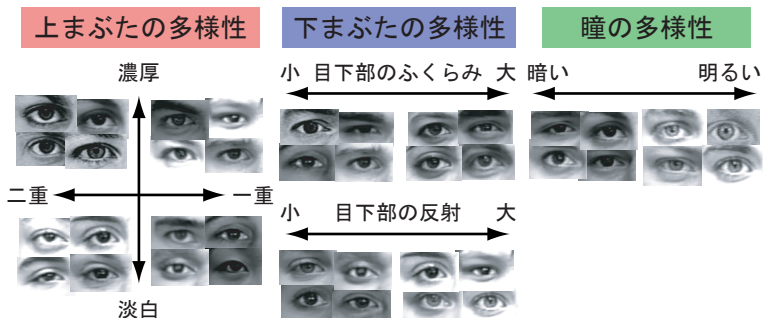 上まぶたの多様性
濃厚
二重
一重
淡白
下まぶたの多様性
小 目下部のふくらみ 大
小 目下部の反射 大
瞳の多様性
暗い 明るい